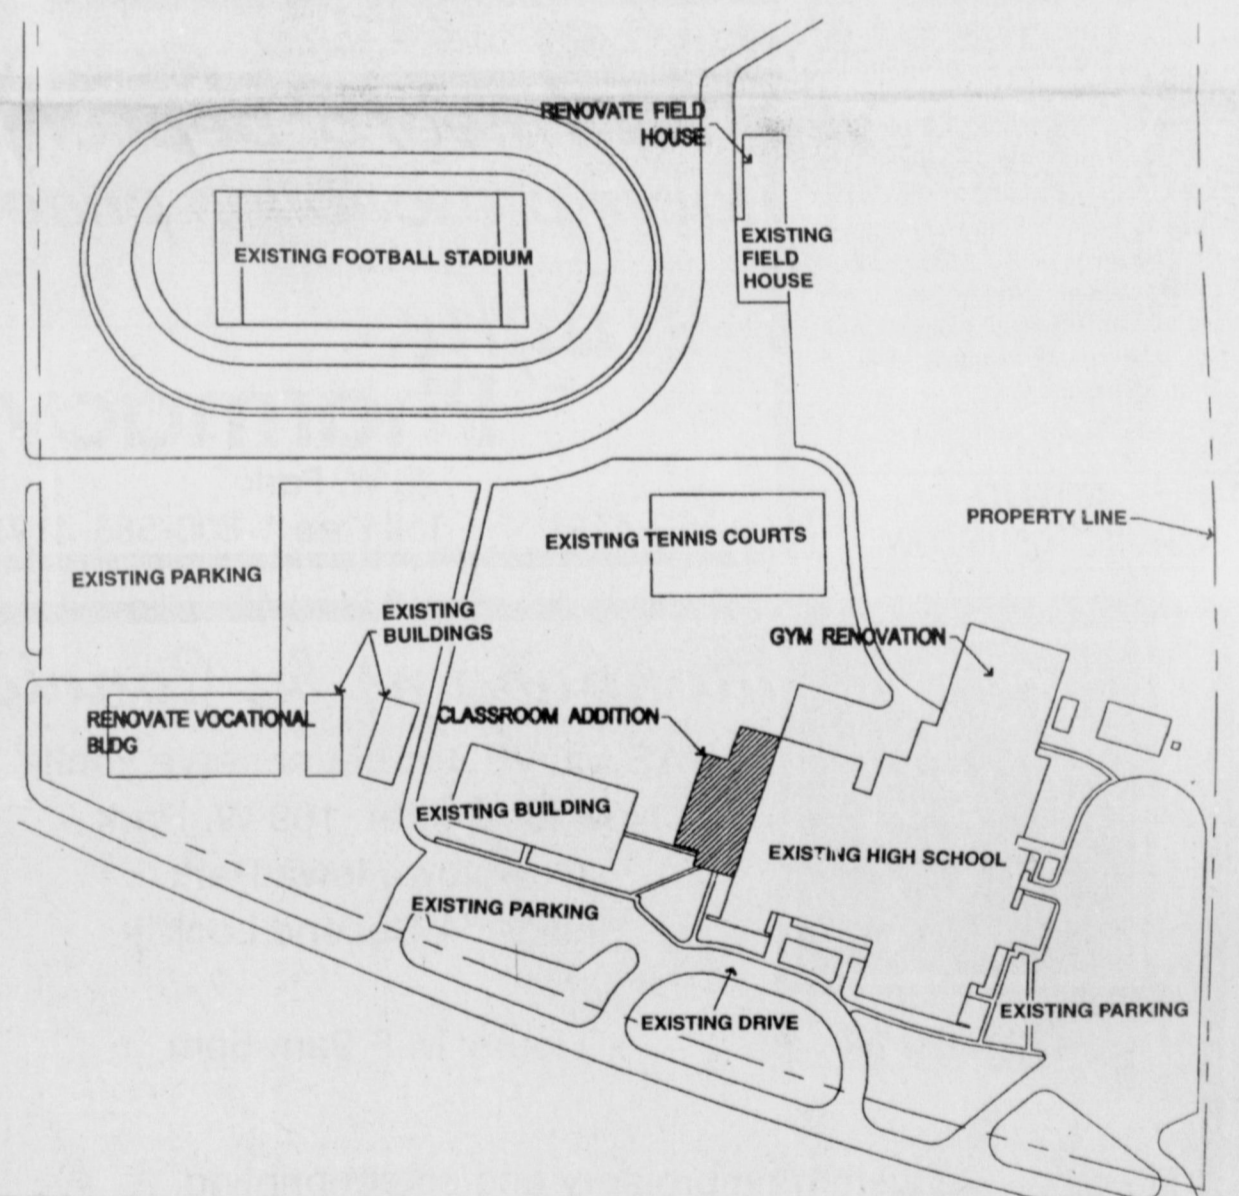 RENOVATE FIELD
HOUSE
EXISTING
FIELD
HOUSE
EXISTING FOOTBALL STADIUM
PROPERTY LINE
EXISTING TENNIS COURTS
EXISTING PARKING
EXISTING
BUILDINGS
GYM RENOVATION
RENOVATE VOCATIONAL
BLDG
CLASSROOM ADDITION
EXISTING BUILDING
EXISTING HIGH SCHOOL
EXISTING PARKING
EXISTING DRIVE
EXISTING PARKING